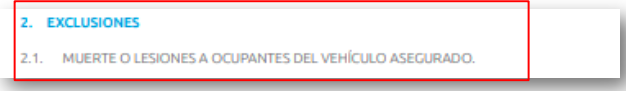 2. EXCLUSIONES
2.1. MUERTE O LESIONES A OCUPANTES DEL VEHÍCULO ASEGURADO.